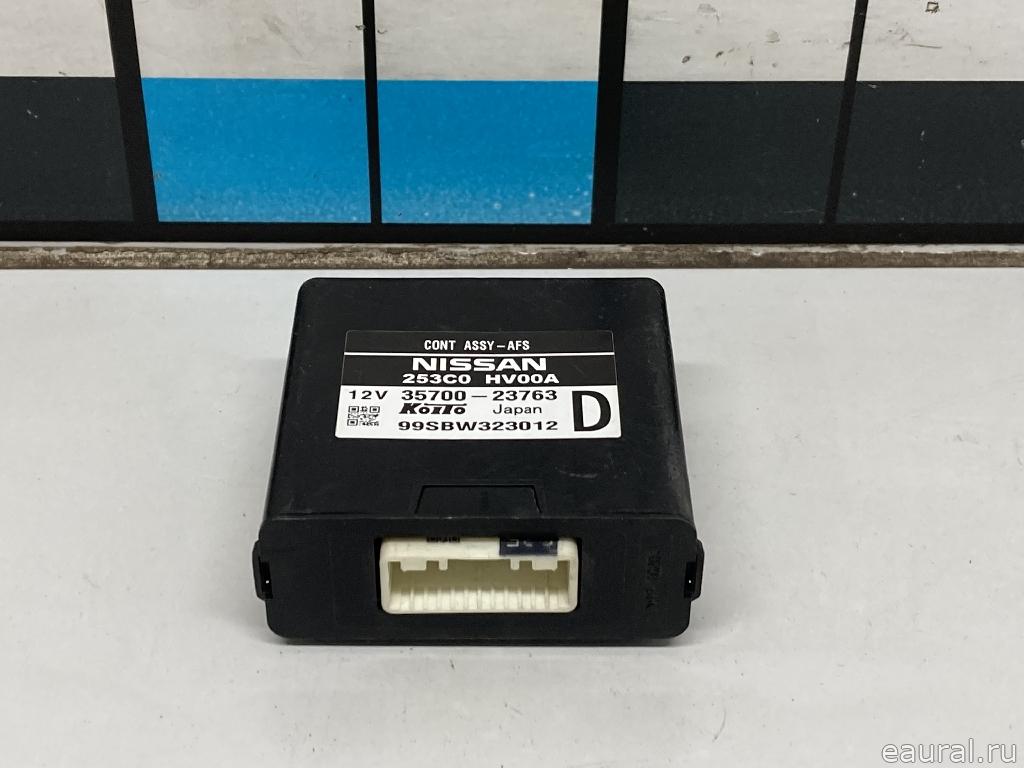 CONT ASSY-AFS
NISSAN
253C0 HV00A
12V 35700-23763
KOITO Japan
99SBW323012
D
eaural.ru